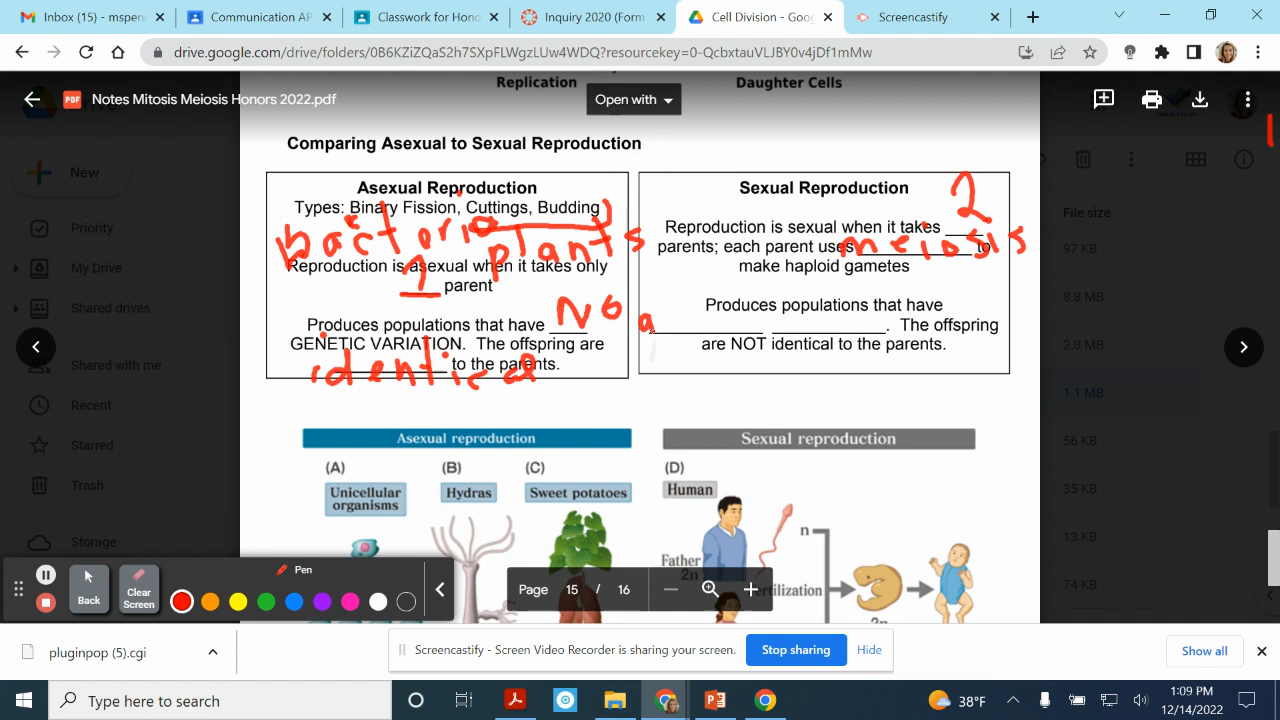 Inbox (15) - mspen
Communication AP
Classwork for Hono
Inquiry 2020 (Form
Cell Division - Goog
Screencastify
drive.google.com/drive/folders/0B6KZiZQaS2h7SXpFLWgzLUw4WDQ?resourcekey=0-QcbxtauVLJBY0v4jDf1mMw
Replication
Daughter Cells
PDF
Notes Mitosis Meiosis Honors 2022.pdf
Open with
Comparing Asexual to Sexual Reproduction
New
Priority
My Drive
Shared drives
Shared with me
Recent
Starred
Trash
Storage
Asexual Reproduction
Types: Binary Fission, Cuttings, Budding
bacteria
plants
Reproduction is asexual when it takes only
1 parent
Produces populations that have NO
GENETIC VARIATION. The offspring are
identical to the parents.
Sexual Reproduction
Reproduction is sexual when it takes 2
parents; each parent uses meiosis to
make haploid gametes
Produces populations that have
g ____ ____. The offspring
are NOT identical to the parents.
File size
97 KB
8.8 MB
2.8 MB
1.1 MB
56 KB
35 KB
13 KB
74 KB
Asexual reproduction
(A)
Unicellular
organisms
(B)
Hydras
(C)
Sweet potatoes
Sexual reproduction
(D)
Human
Father
2n
n
2n
Pen
Back
Clear
Screen
Page 15 / 16
pluginpop (5).cgi
Screencastify - Screen Video Recorder is sharing your screen.
Stop sharing
Hide
Show all
Type here to search
38°F
1:09 PM
12/14/2022